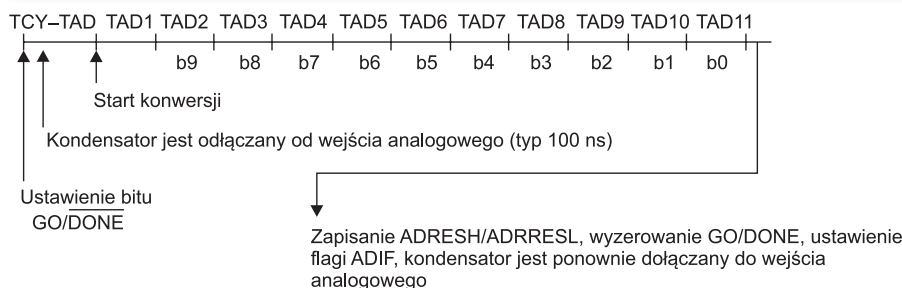 TCY–TAD TAD1 TAD2 TAD3 TAD4 TAD5 TAD6 TAD7 TAD8 TAD9 TAD10 TAD11
b9 b8 b7 b6 b5 b4 b3 b2 b1 b0
Start konwersji
Kondensator jest odłączany od wejścia analogowego (typ 100 ns)
Ustawienie bitu
GO/DONE
Zapisanie ADRESH/ADRRESL, wyzerowanie GO/DONE, ustawienie
flagi ADIF, kondensator jest ponownie dołączany do wejścia
analogowego